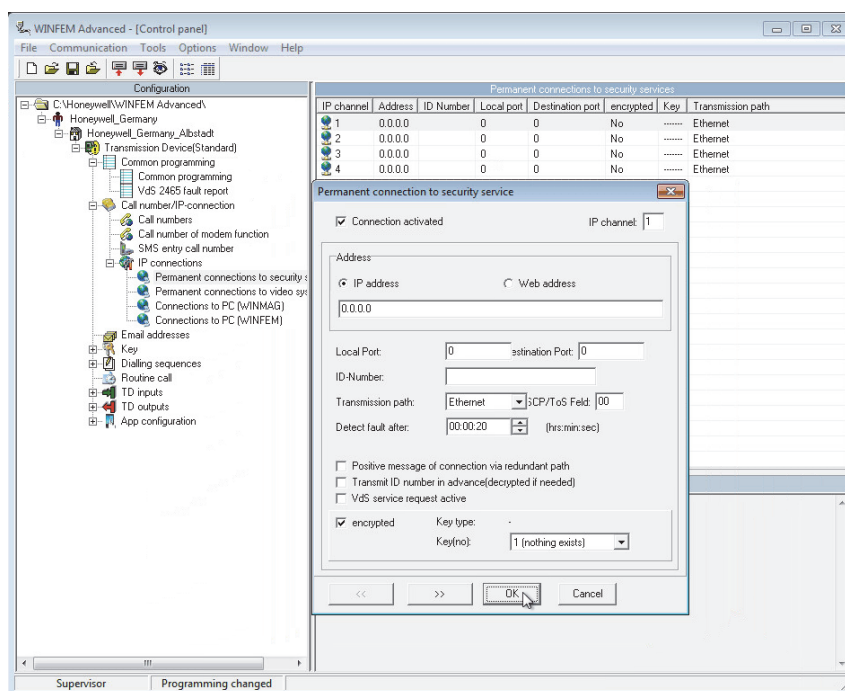 WINFEM Advanced - [Control panel]
File Communication Tools Options Window Help
Configuration
C:\Honeywell\WINFEM Advanced\
Honeywell_Germany
Honeywell_Germany_Albstadt
Transmission Device(Standard)
Common programming
Common programming
VdS 2465 fault report
Call number/IP-connection
Call numbers
Call number of modem function
SMS entry call number
IP connections
Permanent connections to security s
Permanent connections to video sys
Connections to PC (WINMAG)
Connections to PC (WINFEM)
Email addresses
Key
Dialling sequences
Routine call
TD inputs
TD outputs
App configuration
Permanent connections to security services
IP channel Address ID Number Local port Destination port encrypted Key Transmission path
1 0.0.0.0 0 0 No ------- Ethernet
2 0.0.0.0 0 0 No ------- Ethernet
3 0.0.0.0 0 0 No ------- Ethernet
4 0.0.0.0 0 0 No ------- Ethernet
Permanent connection to security service
Connection activated IP channel: 1
Address
IP address Web address
0.0.0.0
Local Port: 0 estination Port: 0
ID-Number:
Transmission path: Ethernet SCP/ToS Feld: 00
Detect fault after: 00:00:20 (hrs:min:sec)
Positive message of connection via redundant path
Transmit ID number in advance(decrypted if needed)
VdS service request active
encrypted Key type: -
Key(no): 1 (nothing exists)
<< >> OK Cancel
Supervisor Programming changed